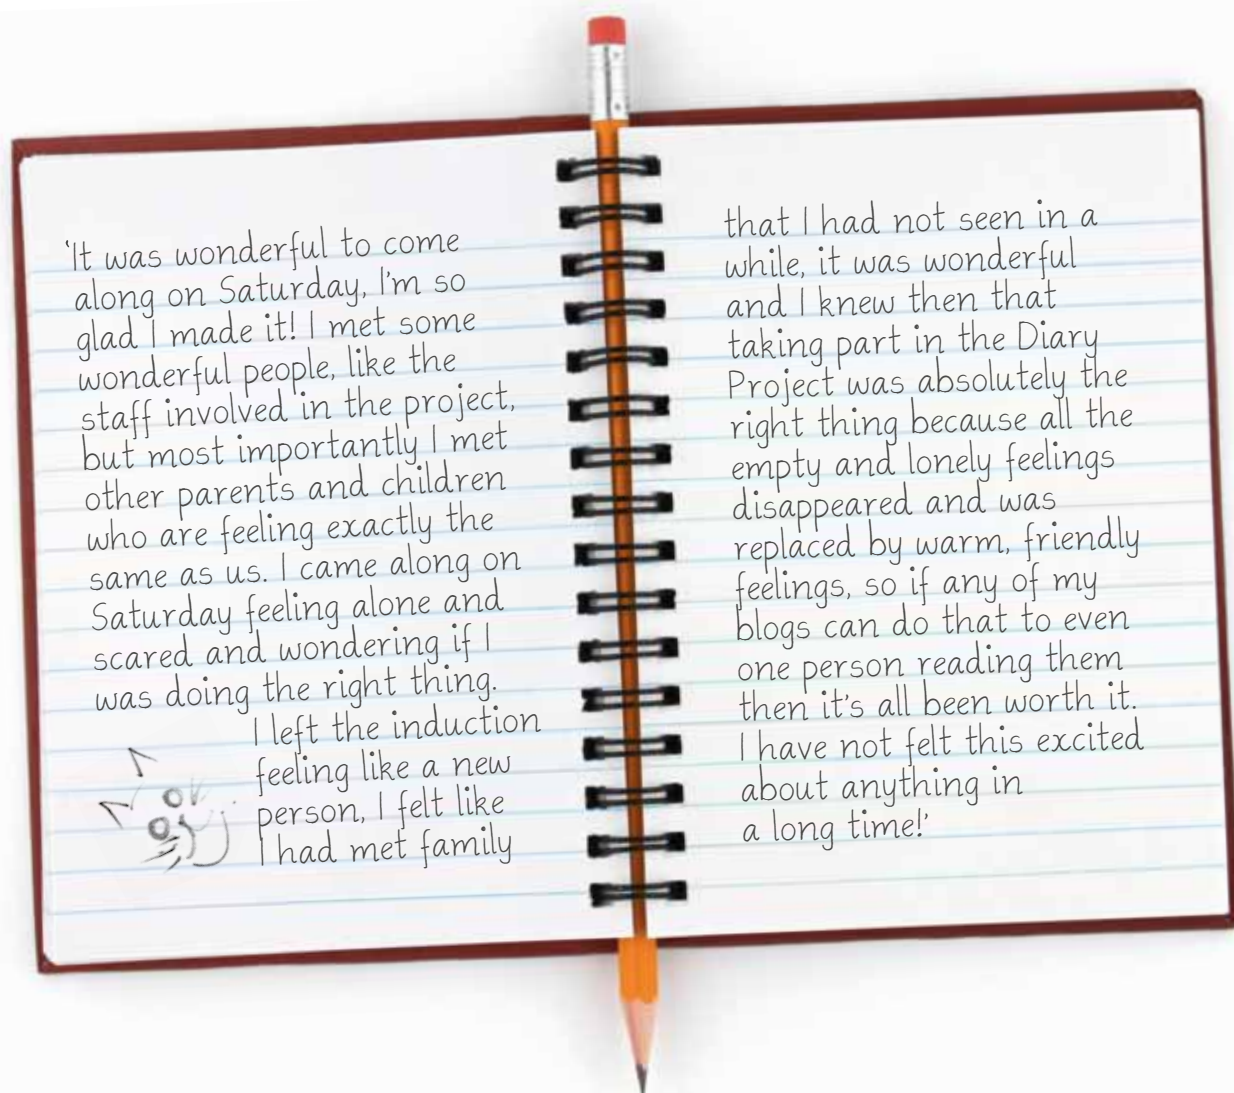 'It was wonderful to come
along on Saturday, I'm so
glad I made it! I met some
wonderful people, like the
staff involved in the project,
but most importantly I met
other parents and children
who are feeling exactly the
same as us. I came along on
Saturday feeling alone and
scared and wondering if I
was doing the right thing.
I left the induction
feeling like a new
person, I felt like
I had met family
that I had not seen in a
while, it was wonderful
and I knew then that
taking part in the Diary
Project was absolutely the
right thing because all the
empty and lonely feelings
disappeared and was
replaced by warm, friendly
feelings, so if any of my
blogs can do that to even
one person reading them
then it's all been worth it.
I have not felt this excited
about anything in
a long time!'